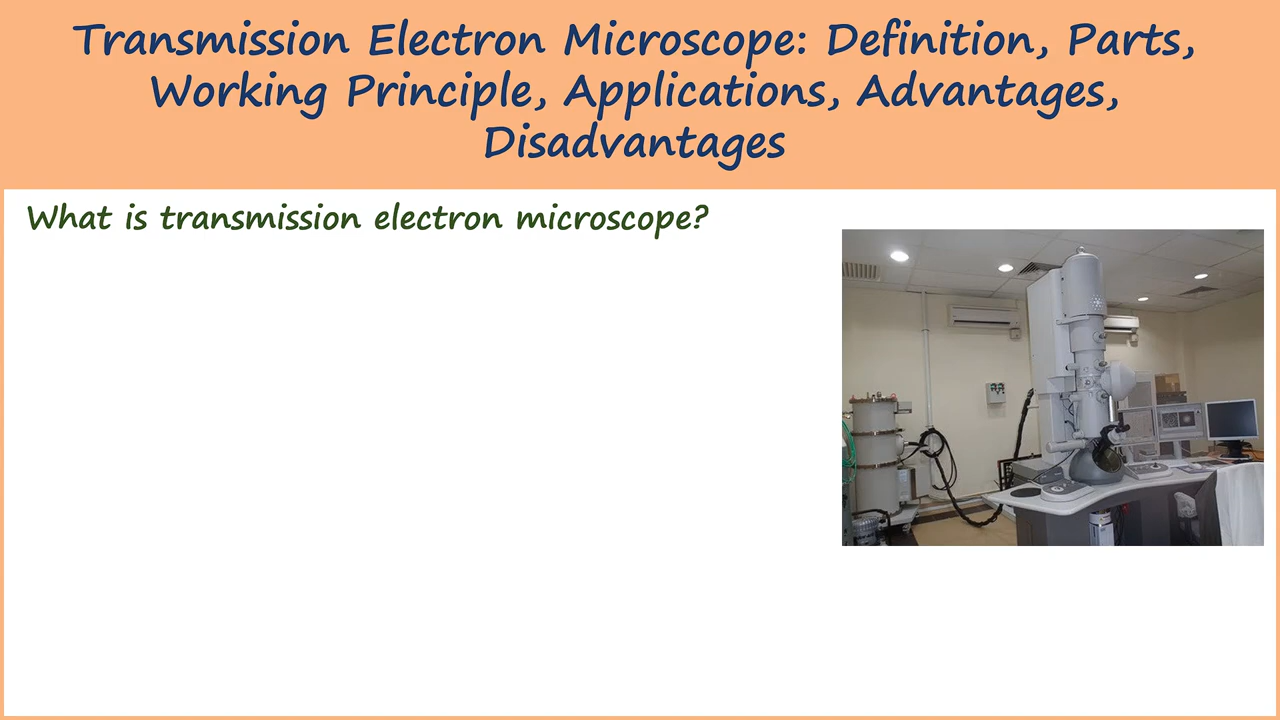 Transmission Electron Microscope: Definition, Parts,
Working Principle, Applications, Advantages,
Disadvantages
What is transmission electron microscope?